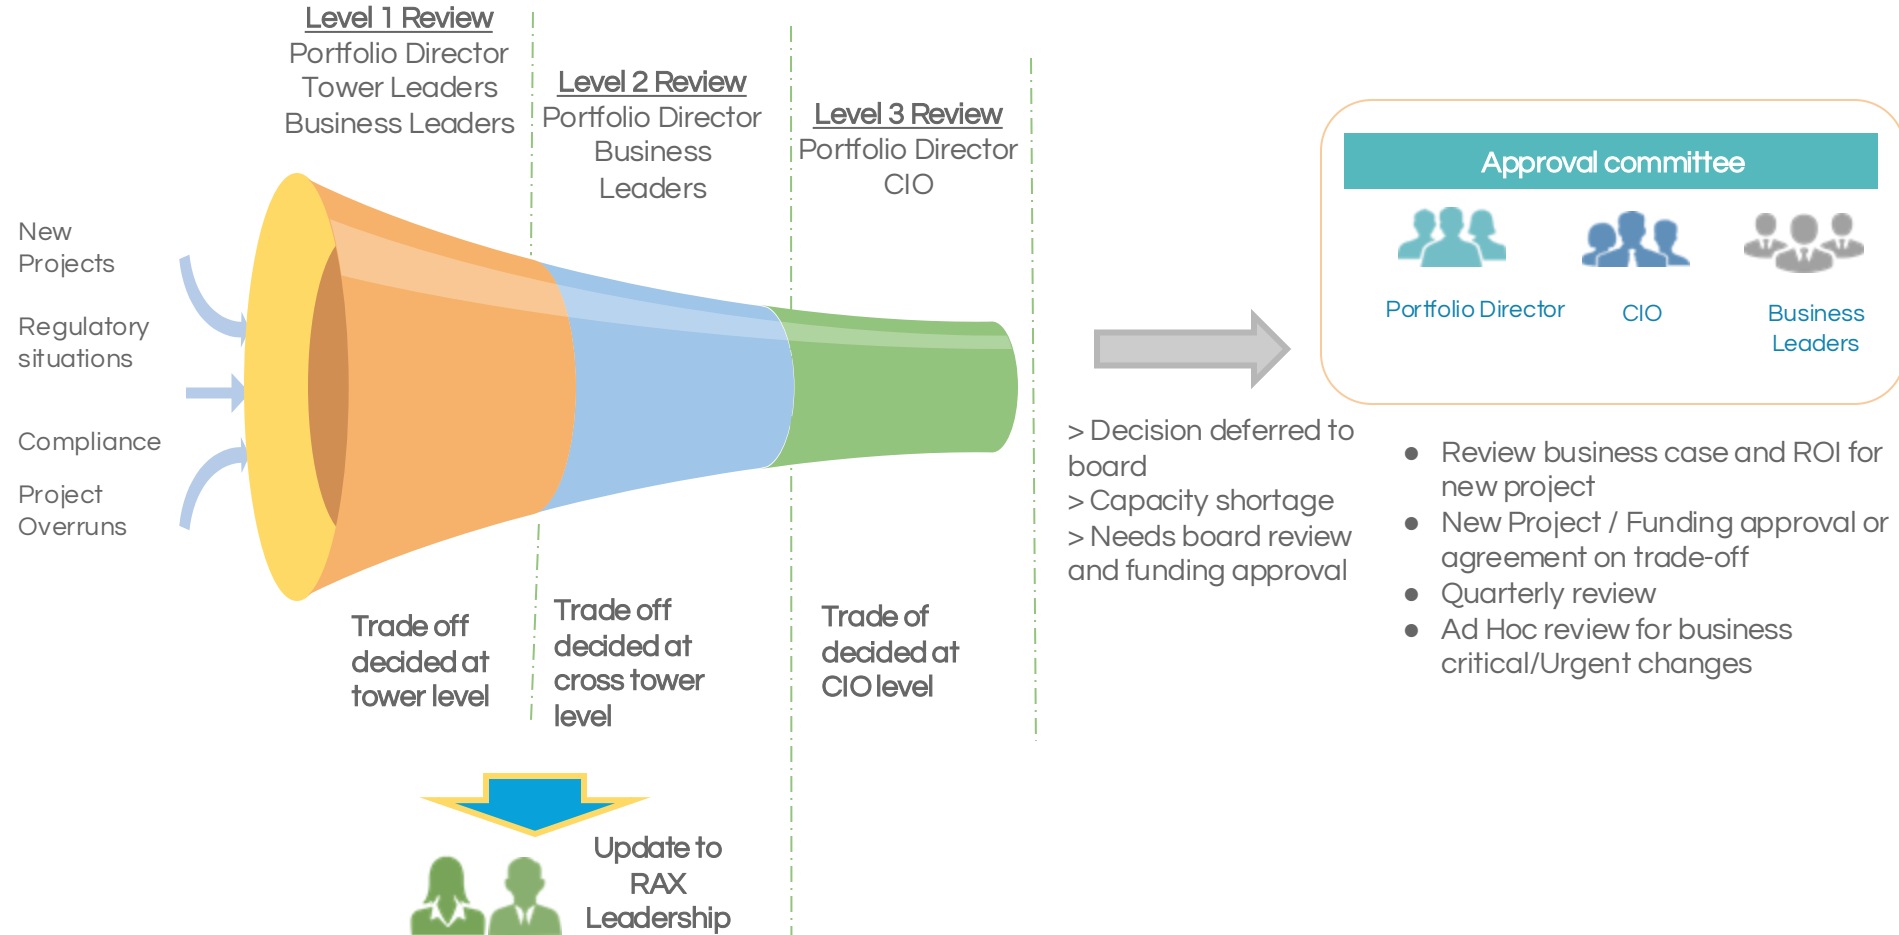 Level 1 Review
Portfolio Director
Tower Leaders
Business Leaders
Level 2 Review
Portfolio Director
Business
Leaders
Level 3 Review
Portfolio Director
CIO
New
Projects
Regulatory
situations
Compliance
Project
Overruns
Trade off
decided at
tower level
Trade off
decided at
cross tower
level
Trade of
decided at
CIO level
Update to
RAX
Leadership
> Decision deferred to
board
> Capacity shortage
> Needs board review
and funding approval
Approval committee
Portfolio Director
CIO
Business
Leaders
● Review business case and ROI for
new project
● New Project / Funding approval or
agreement on trade-off
● Quarterly review
● Ad Hoc review for business
critical/Urgent changes